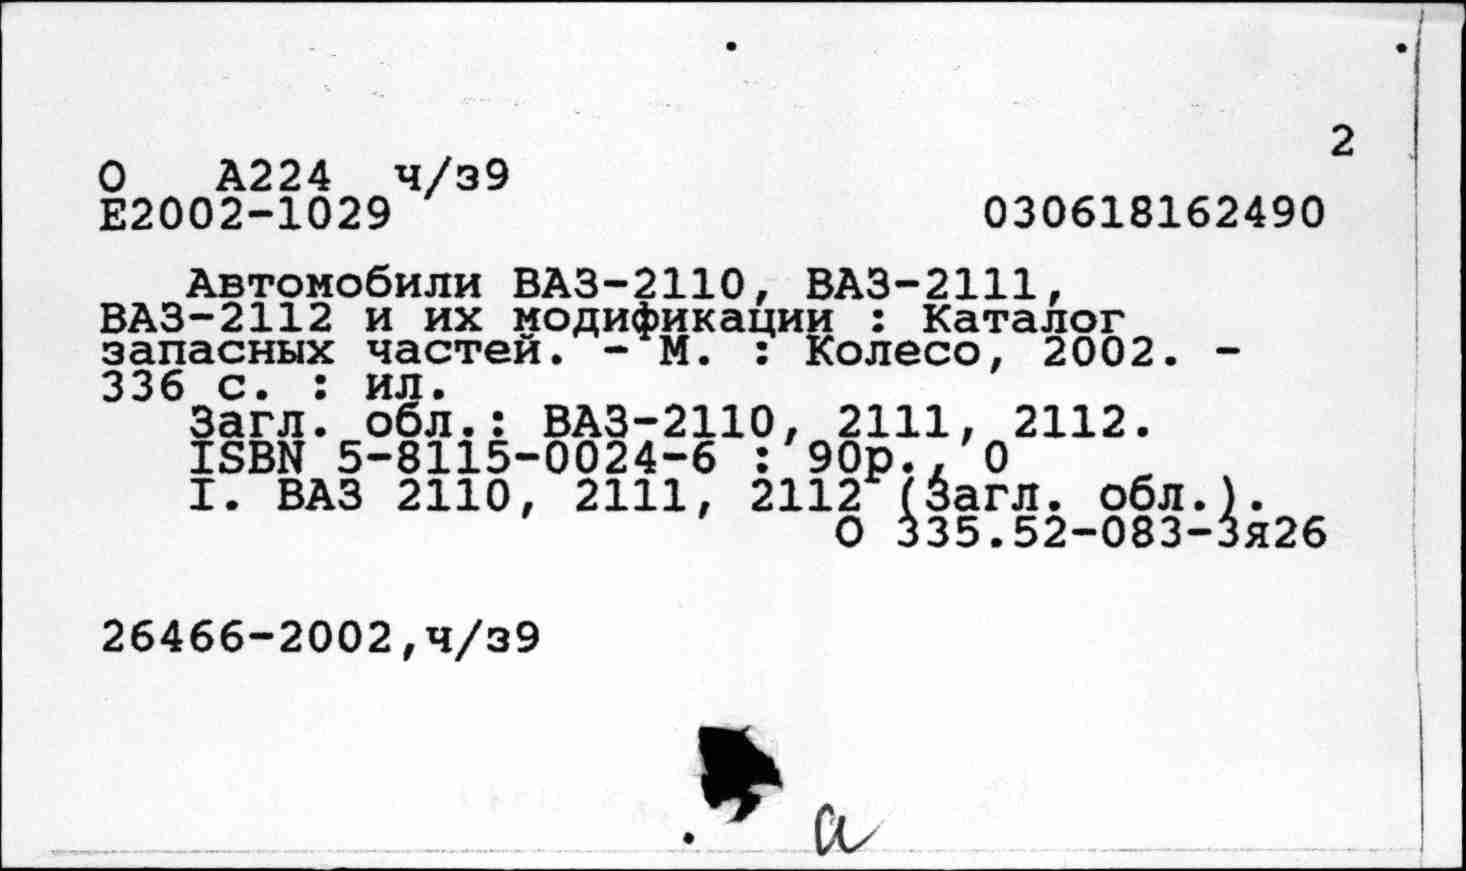 2
О А224 ч/з9
Е2002-1029 030618162490
Автомобили ВАЗ-2110, ВАЗ-2111,
ВАЗ-2112 и их модификации : Каталог
запасных частей. - М. : Колесо, 2002. -
336 с. : ил.
Загл. обл.: ВАЗ-2110, 2111, 2112.
ISBN 5-8115-0024-6 : 90р., 0
I. ВАЗ 2110, 2111, 2112 (Загл. обл.).
О 335.52-083-3я26
26466-2002,ч/з9